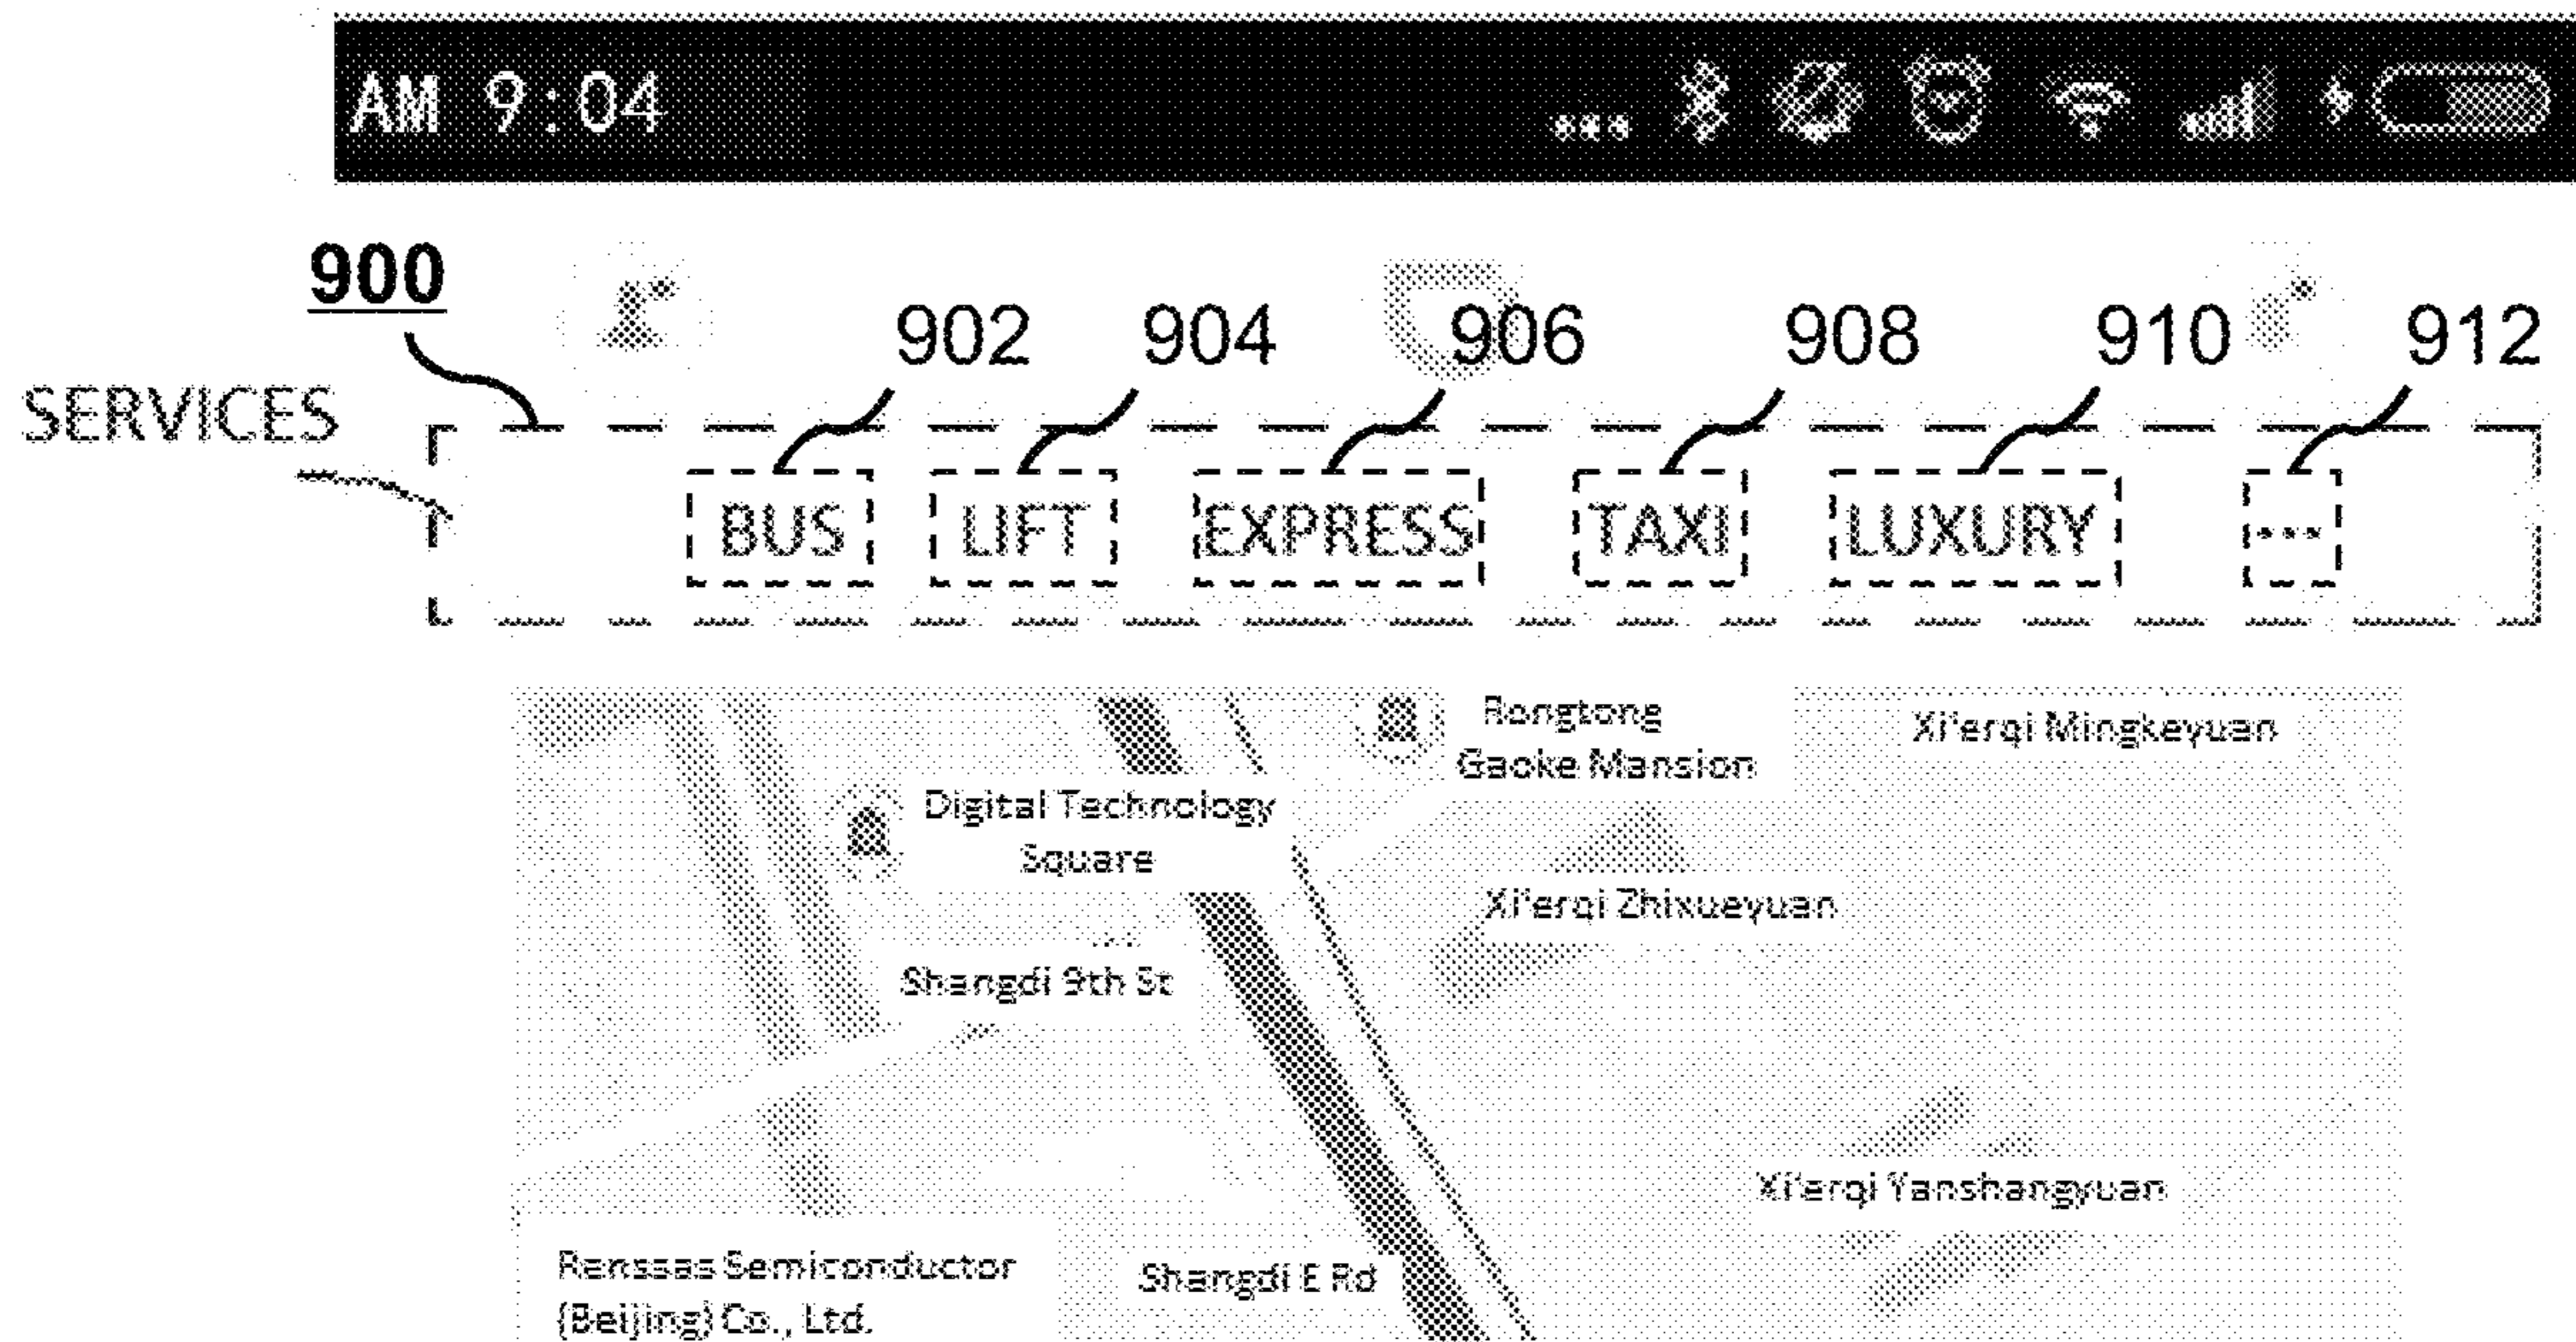 AM 9:04
900
902 904 906 908 910 912
SERVICES
BUS LIFT EXPRESS TAXI LUXURY ...
Rongtong
Gaoke Mansion
Xi'erqi Mingkeyuan
Digital Technology
Square
Xi'erqi Zhixueyuan
Shangdi 9th St
Xi'erqi Yanshangyuan
Renssas Semiconductor
(Beijing) Co., Ltd.
Shangdi E Rd